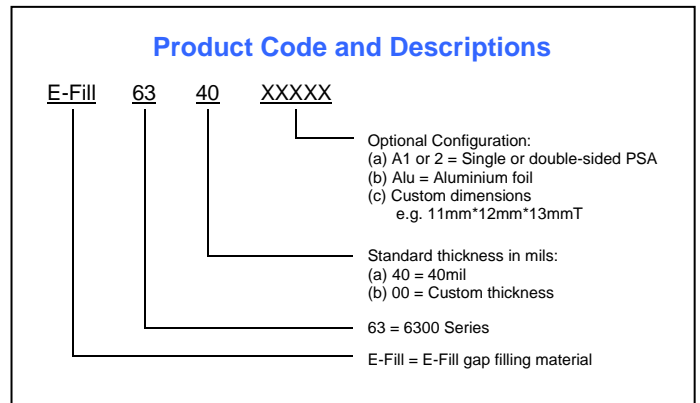 Product Code and Descriptions
E-Fill 63 40 XXXXX
Optional Configuration:
(a) A1 or 2 = Single or double-sided PSA
(b) Alu = Aluminium foil
(c) Custom dimensions
e.g. 11mm*12mm*13mmT
Standard thickness in mils:
(a) 40 = 40mil
(b) 00 = Custom thickness
63 = 6300 Series
E-Fill = E-Fill gap filling material